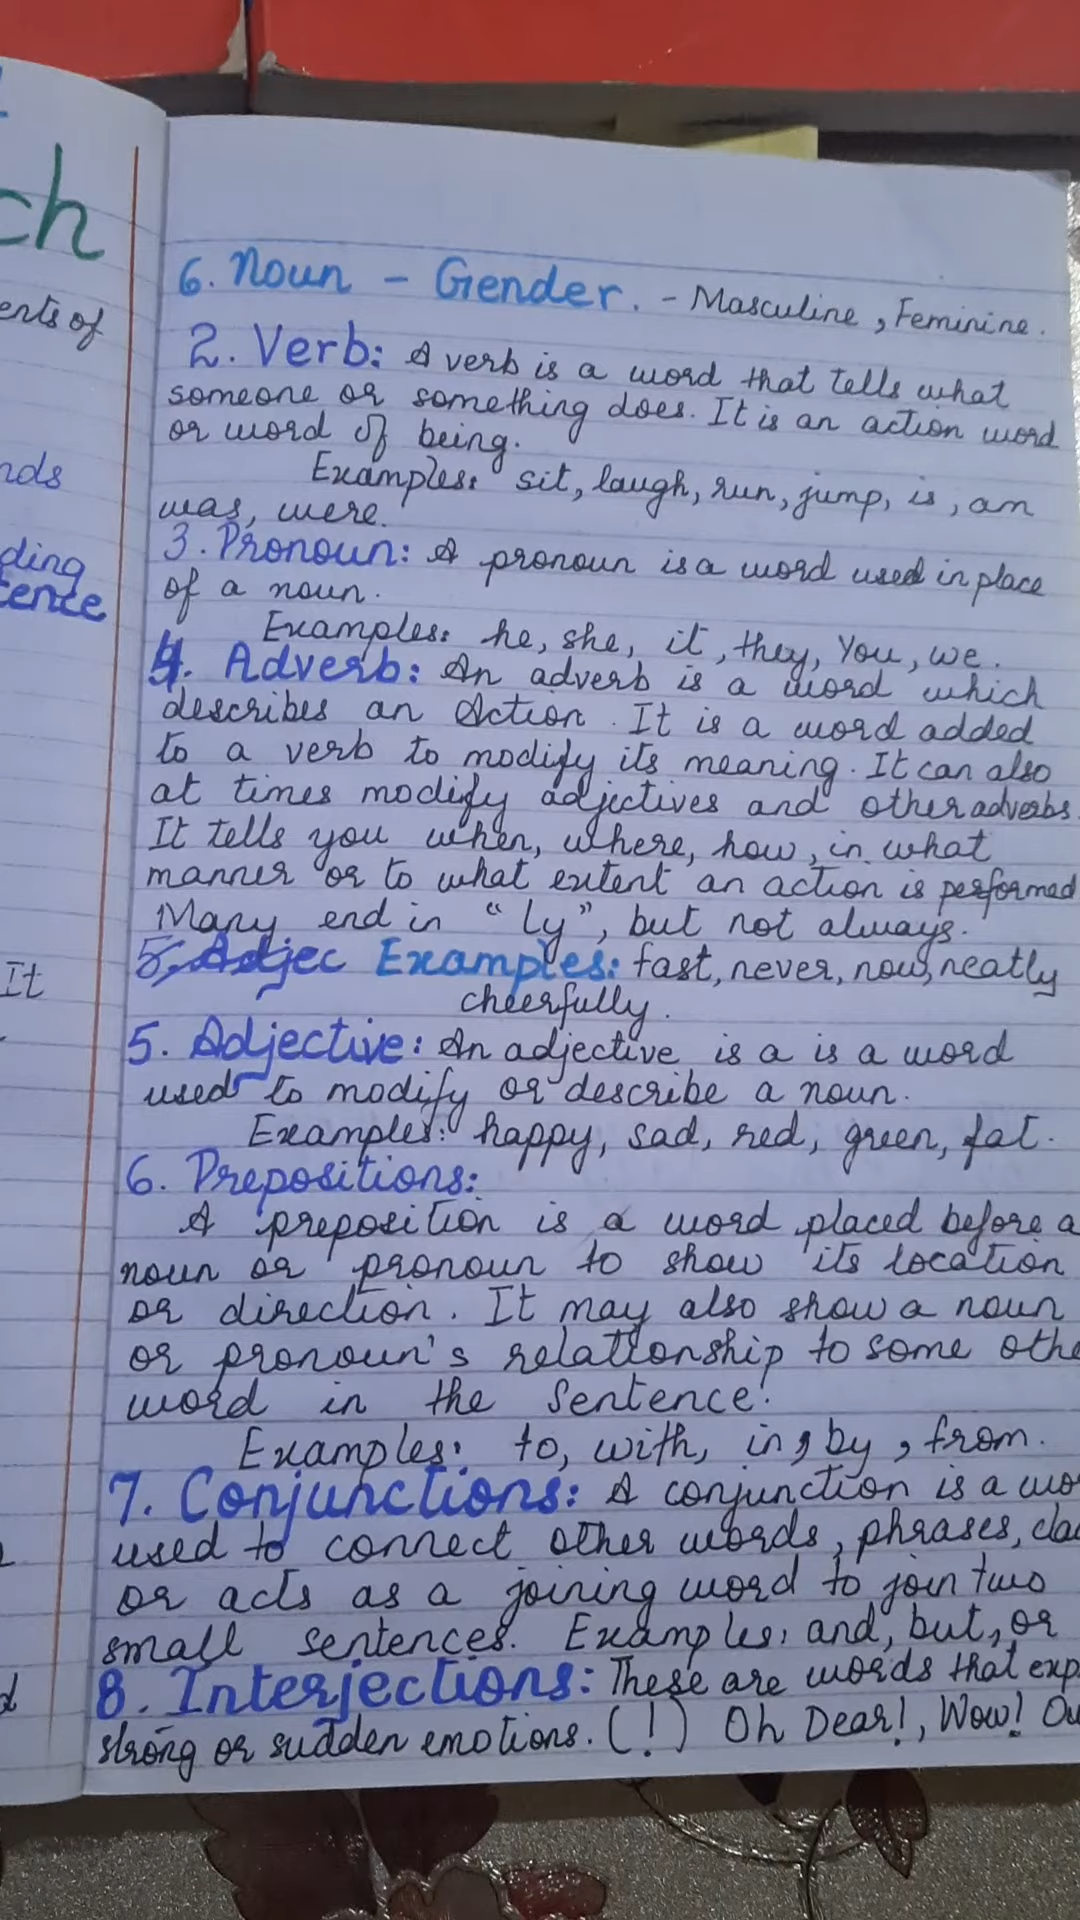 ch
ents of
nds
ding
tence
It
6. Noun - Gender. - Masculine, Feminine.
2. Verb: A verb is a word that tells what
someone or something does. It is an action word
or word of being.
Examples: sit, laugh, run, jump, is, am
was, were.
3. Pronoun: A pronoun is a word used in place
of a noun.
Examples: he, she, it, they, You, we.
4. Adverb: An adverb is a word which
describes an Action. It is a word added
to a verb to modify its meaning. It can also
at times modify adjectives and other adverbs.
It tells you when, where, how, in what
manner or to what extent an action is performed
Many end in "ly", but not always.
5. Adjec Examples: fast, never, now, neatly
cheerfully.
5. Adjective: An adjective is a is a word
used to modify or describe a noun.
Examples: happy, sad, red, green, fat.
6. Prepositions:
A preposition is a word placed before a
noun or pronoun to show its location
or direction. It may also show a noun
or pronoun's relationship to some othe
word in the Sentence.
Examples: to, with, in, by, from.
7. Conjunctions: A conjunction is a wo
used to connect other words, phrases, cla
or acts as a joining word to join two
small sentences. Examples: and, but, or
8. Interjections: These are words that exp
strong or sudden emotions. (!) Oh Dear!, Wow! Ou